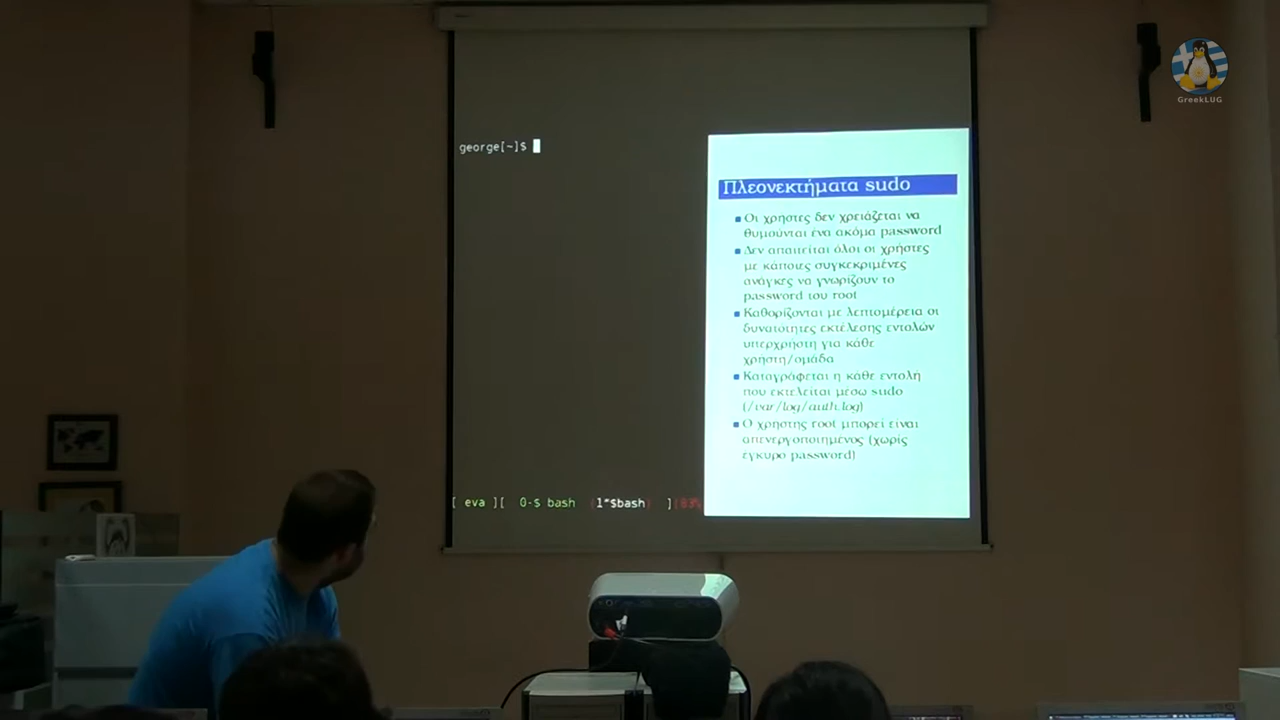 GreekLUG
george[~]$
Πλεονεκτήματα sudo
Οι χρήστες δεν χρειάζεται να
θυμούνται ένα ακόμα password
Δεν απαιτείται όλοι οι χρήστες
με κάποιες συγκεκριμένες
ανάγκες να γνωρίζουν το
password του root
Καθορίζονται με λεπτομέρεια οι
δυνατότητες εκτέλεσης εντολών
υπερχρήστη για κάθε
χρήστη/ομάδα
Καταγράφεται η κάθε εντολή
που εκτελείται μέσω sudo
(/var/log/auth.log)
Ο χρήστης root μπορεί είναι
απενεργοποιημένος (χωρίς
έγκυρο password)
[ eva ][ 0-$ bash (1*$bash) ]